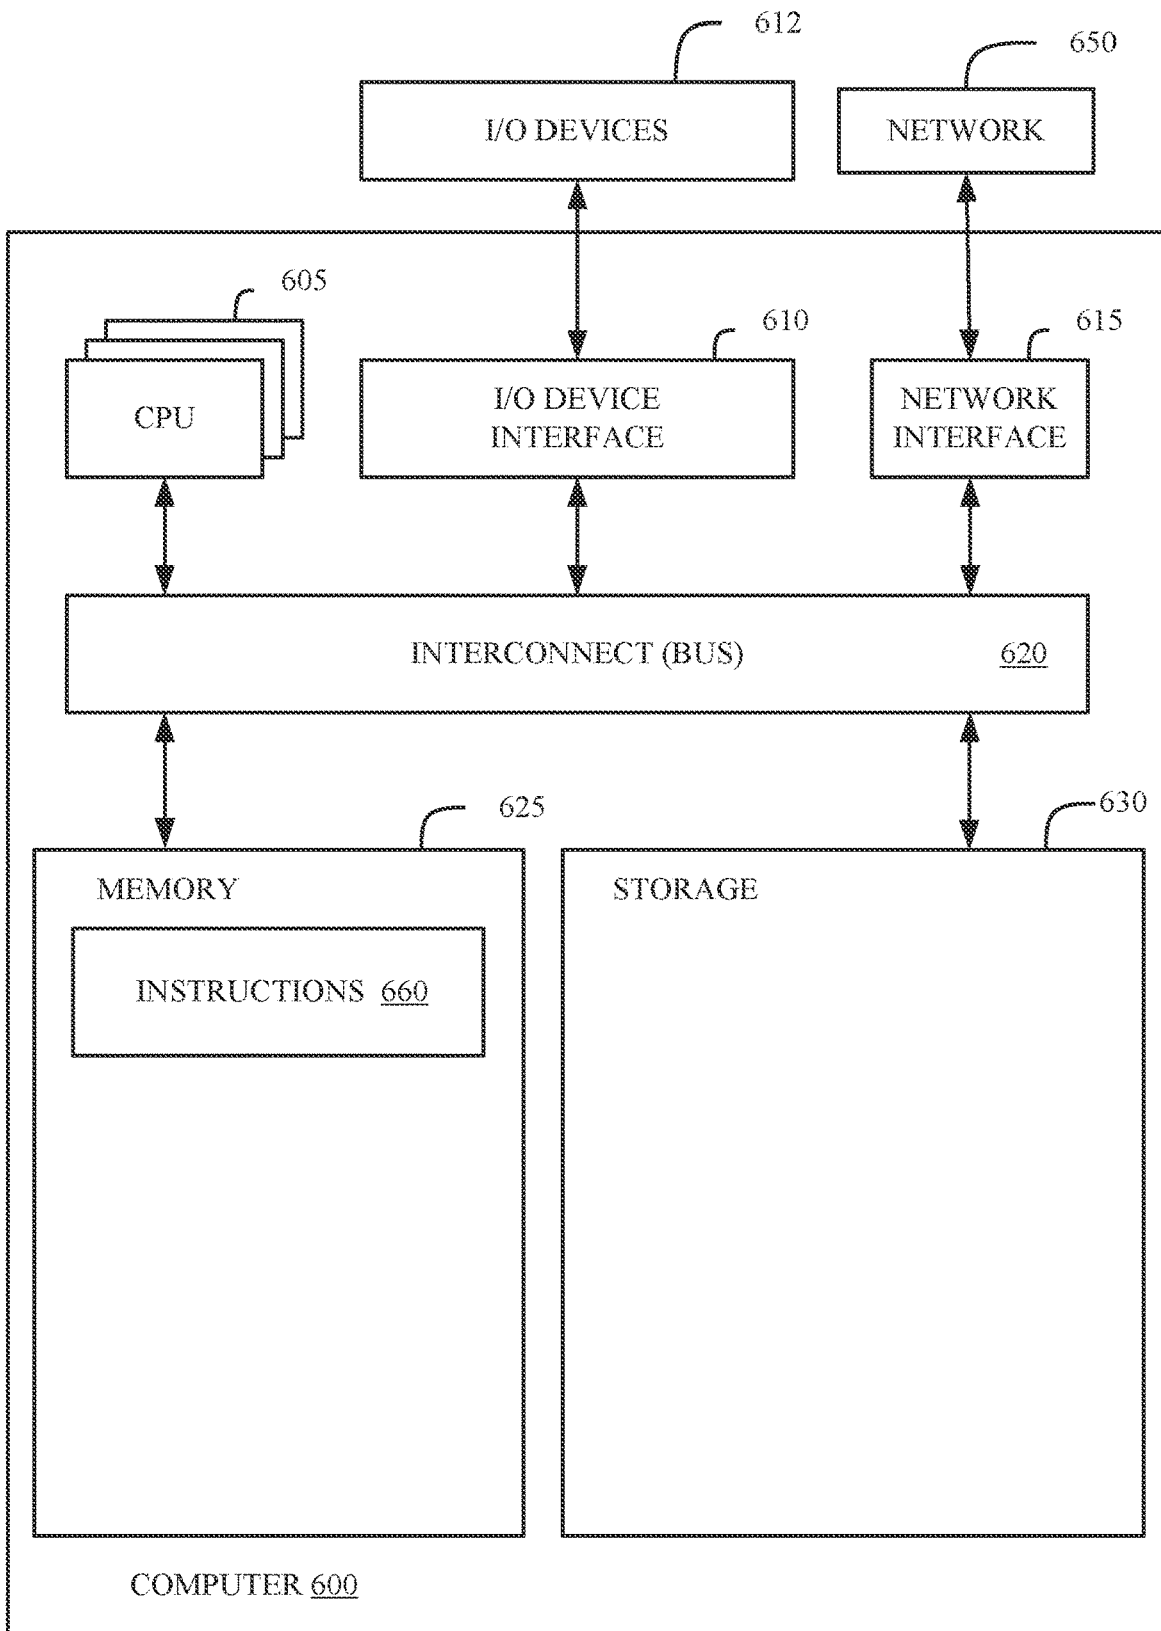 612
650
I/O DEVICES
NETWORK
605
610
615
CPU
I/O DEVICE
INTERFACE
NETWORK
INTERFACE
INTERCONNECT (BUS) 620
625
630
MEMORY
STORAGE
INSTRUCTIONS 660
COMPUTER 600